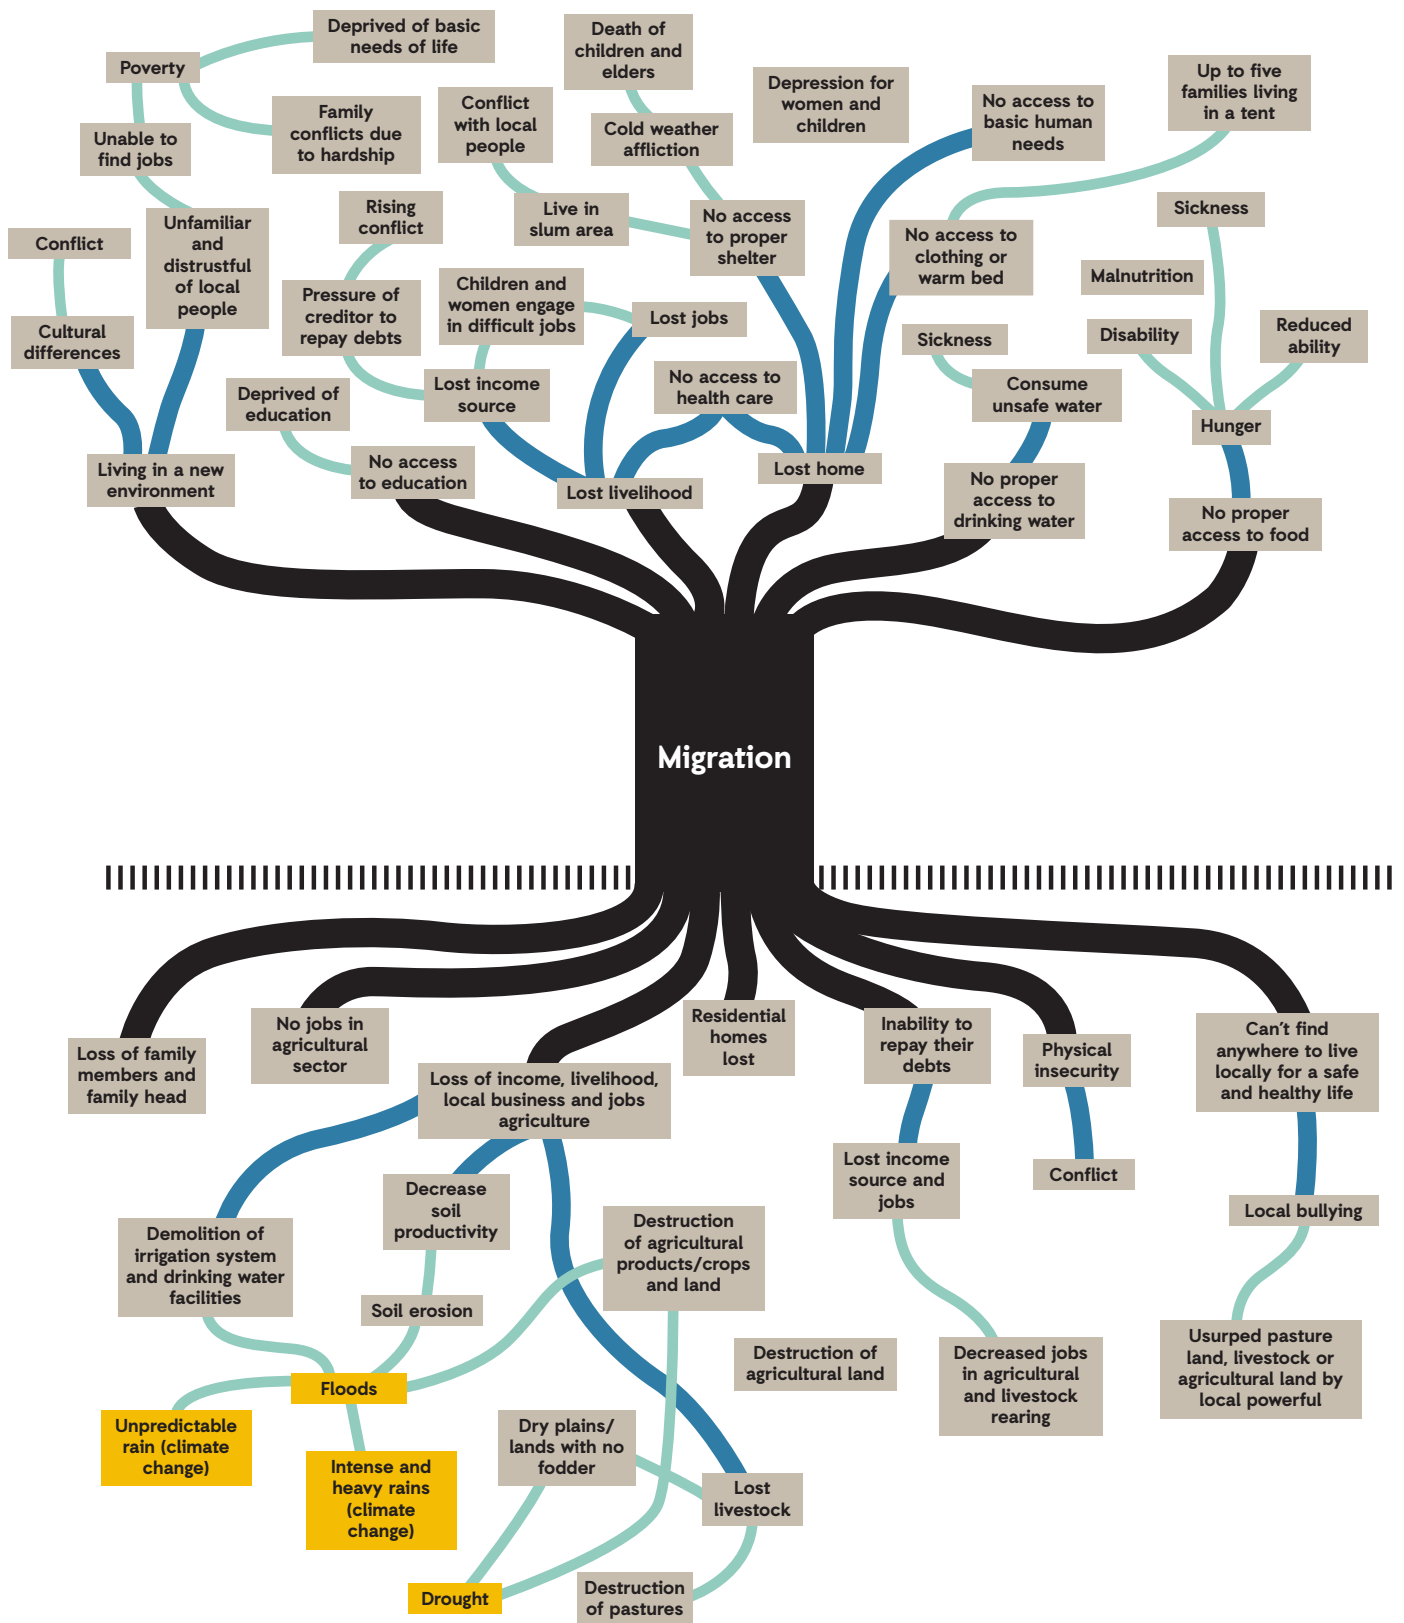 Deprived of basic
needs of life
Poverty
Family
conflicts due
to hardship
Unable to
find jobs
Unfamiliar
and
distrustful
of local
people
Conflict
Cultural
differences
Living in a new
environment
Rising
conflict
Pressure of
creditor to
repay debts
Deprived of
education
No access
to education
Conflict
with local
people
Death of
children and
elders
Cold weather
affliction
Live in
slum area
No access
to proper
shelter
Children and
women engage
in difficult jobs
Lost jobs
Lost income
source
No access to
health care
Lost livelihood
Lost home
Depression for
women and
children
No access to
basic human
needs
Up to five
families living
in a tent
No access to
clothing or
warm bed
Sickness
Consume
unsafe water
No proper
access to
drinking water
Sickness
Malnutrition
Disability
Reduced
ability
Hunger
No proper
access to food
Migration
Loss of family
members and
family head
No jobs in
agricultural
sector
Loss of income, livelihood,
local business and jobs
agriculture
Residential
homes
lost
Inability to
repay their
debts
Physical
insecurity
Can't find
anywhere to live
locally for a safe
and healthy life
Lost income
source and
jobs
Conflict
Local bullying
Decrease
soil
productivity
Demolition of
irrigation system
and drinking water
facilities
Destruction
of agricultural
products/crops
and land
Soil erosion
Destruction of
agricultural land
Decreased jobs
in agricultural
and livestock
rearing
Usurped pasture
land, livestock or
agricultural land by
local powerful
Floods
Unpredictable
rain (climate
change)
Intense and
heavy rains
(climate
change)
Dry plains/
lands with no
fodder
Lost
livestock
Drought
Destruction
of pastures